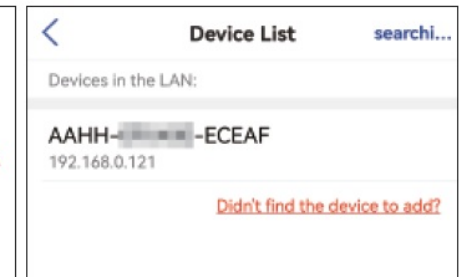 Device List
searchi...
Devices in the LAN:
AAHH- -ECEAF
192.168.0.121
Didn't find the device to add?